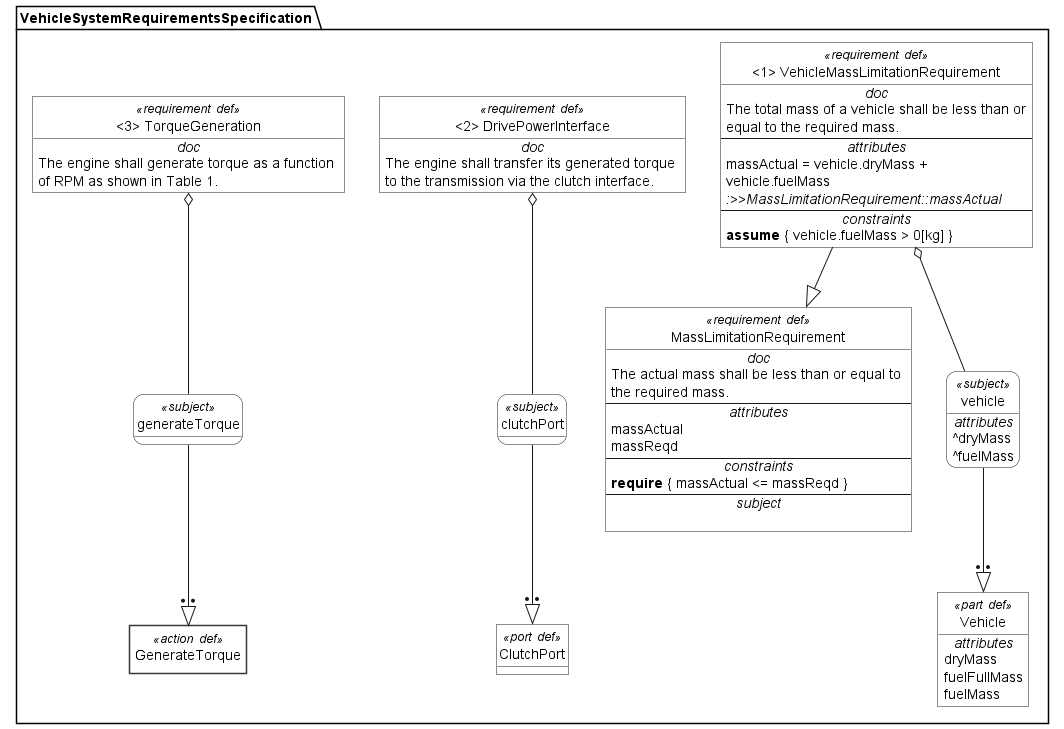 VehicleSystemRequirementsSpecification
«requirement def»
<3> TorqueGeneration
doc
The engine shall generate torque as a function
of RPM as shown in Table 1.
«requirement def»
<2> DrivePowerInterface
doc
The engine shall transfer its generated torque
to the transmission via the clutch interface.
«requirement def»
<1> VehicleMassLimitationRequirement
doc
The total mass of a vehicle shall be less than or
equal to the required mass.
attributes
massActual = vehicle.dryMass +
vehicle.fuelMass
:>>MassLimitationRequirement::massActual
constraints
assume { vehicle.fuelMass > 0[kg] }
«requirement def»
MassLimitationRequirement
doc
The actual mass shall be less than or equal to
the required mass.
attributes
massActual
massReqd
constraints
require { massActual <= massReqd }
subject
«subject»
generateTorque
«subject»
clutchPort
«subject»
vehicle
attributes
^dryMass
^fuelMass
«action def»
GenerateTorque
«port def»
ClutchPort
«part def»
Vehicle
attributes
dryMass
fuelFullMass
fuelMass